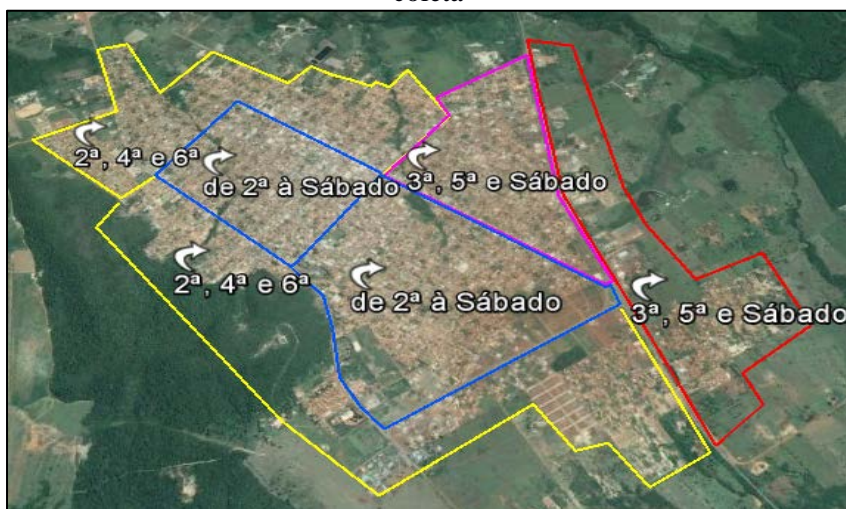 coleta
2ª, 4ª e 6ª
de 2ª à Sábado
3ª, 5ª e Sábado
2ª, 4ª e 6ª
de 2ª à Sábado
3ª, 5ª e Sábado